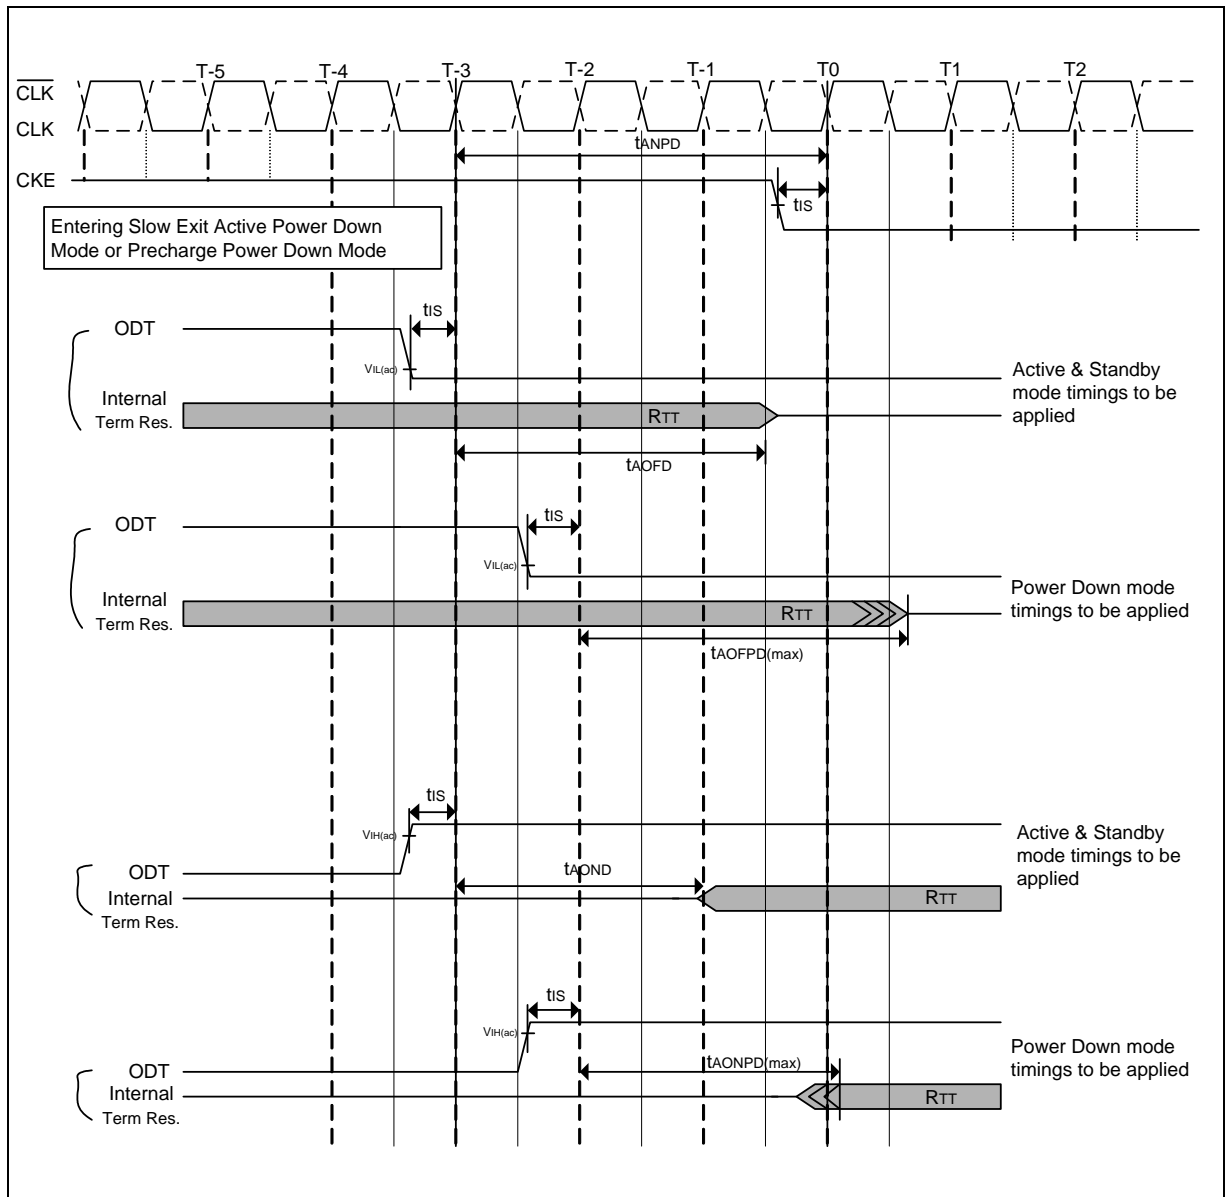 T-5 T-4 T-3 T-2 T-1 T0 T1 T2
CLK
CLK
tANPD
CKE
tIS
Entering Slow Exit Active Power Down
Mode or Precharge Power Down Mode
tIS
ODT
VIL(ac)
Active & Standby
mode timings to be
applied
Internal
Term Res.
RTT
tAOFD
ODT
tIS
VIL(ac)
Power Down mode
timings to be applied
Internal
Term Res.
RTT
tAOFPD(max)
tIS
VIH(ac)
Active & Standby
mode timings to be
applied
ODT
tAOND
Internal
Term Res.
RTT
tIS
VIH(ac)
Power Down mode
timings to be applied
ODT
tAONPD(max)
Internal
Term Res.
RTT